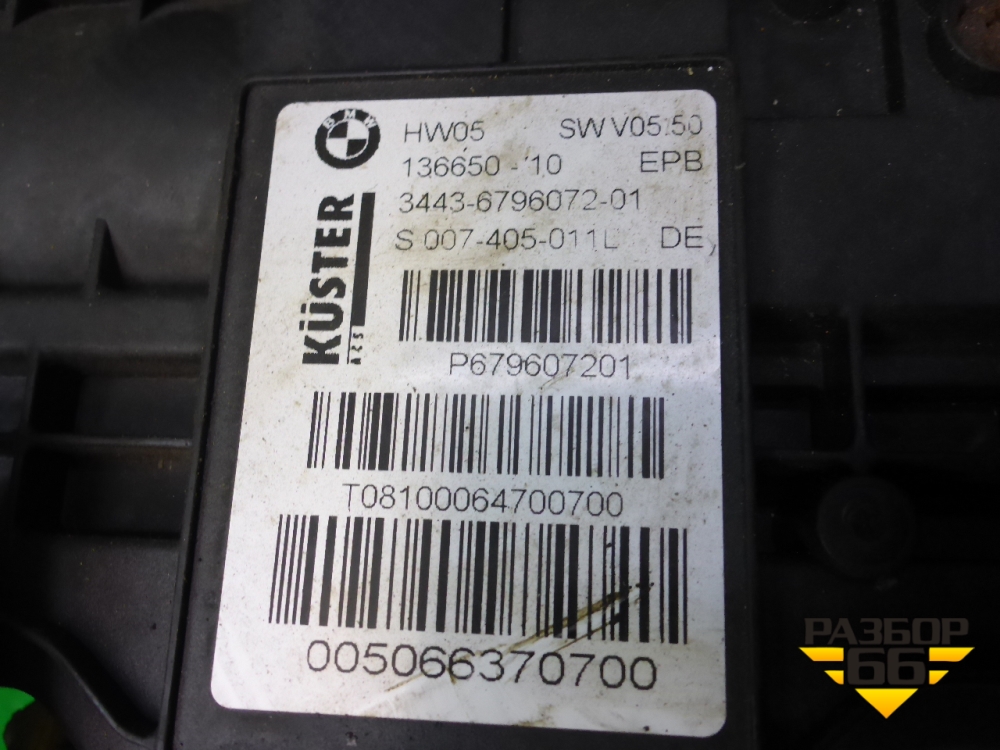 BMW
HW05 SW V05.50
136650 - 10 EPB
3443-6796072-01
S 007-405-011L DE
KÜSTER
ACS
P679607201
T08100064700700
005066370700
РАЗБОР
66